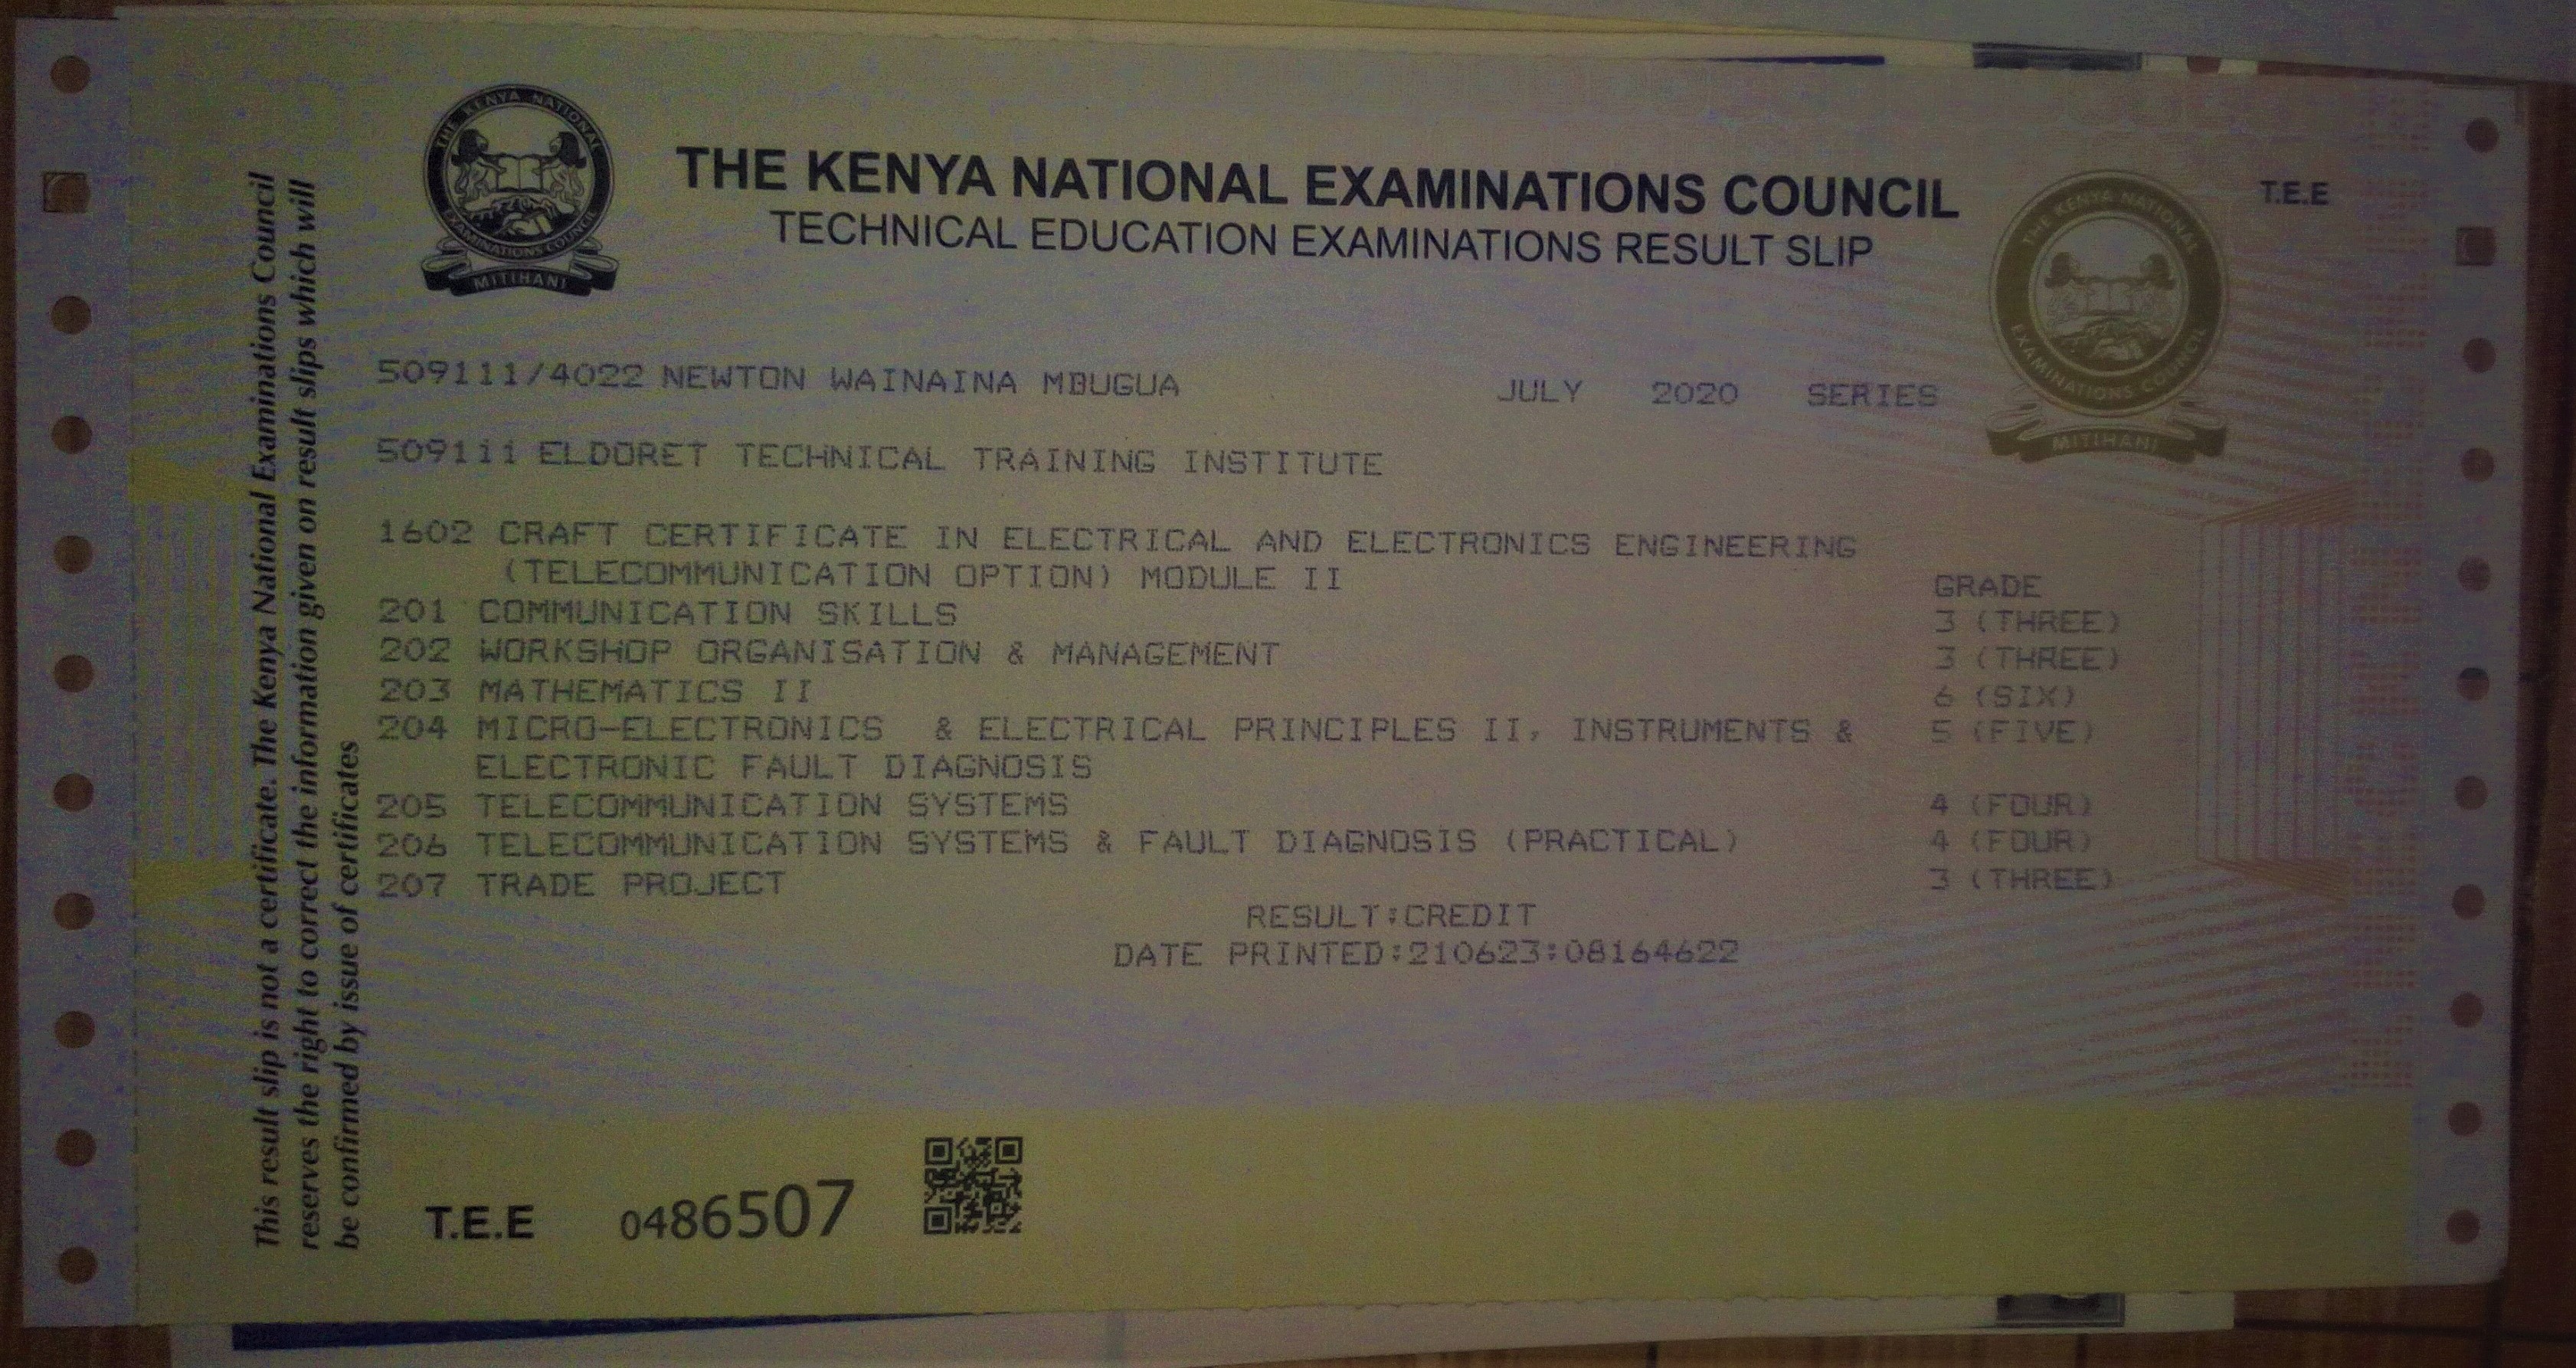 THE KENYA NATIONAL EXAMINATIONS COUNCIL
MITIHANI
THE KENYA NATIONAL EXAMINATIONS COUNCIL
TECHNICAL EDUCATION EXAMINATIONS RESULT SLIP
THE KENYA NATIONAL EXAMINATIONS COUNCIL
MITIHANI
T.E.E
509111/4022 NEWTON WAINAINA MBUGUA JULY 2020 SERIES
509111 ELDORET TECHNICAL TRAINING INSTITUTE
1602 CRAFT CERTIFICATE IN ELECTRICAL AND ELECTRONICS ENGINEERING
(TELECOMMUNICATION OPTION) MODULE II
GRADE
201 COMMUNICATION SKILLS 3 (THREE)
202 WORKSHOP ORGANISATION & MANAGEMENT 3 (THREE)
203 MATHEMATICS II 6 (SIX)
204 MICRO-ELECTRONICS & ELECTRICAL PRINCIPLES II, INSTRUMENTS & 5 (FIVE)
ELECTRONIC FAULT DIAGNOSIS
205 TELECOMMUNICATION SYSTEMS 4 (FOUR)
206 TELECOMMUNICATION SYSTEMS & FAULT DIAGNOSIS (PRACTICAL) 4 (FOUR)
207 TRADE PROJECT 3 (THREE)
RESULT:CREDIT
DATE PRINTED:210623:08164622
T.E.E 0486507
This result slip is not a certificate. The Kenya National Examinations Council
reserves the right to correct the information given on result slips which will
be confirmed by issue of certificates